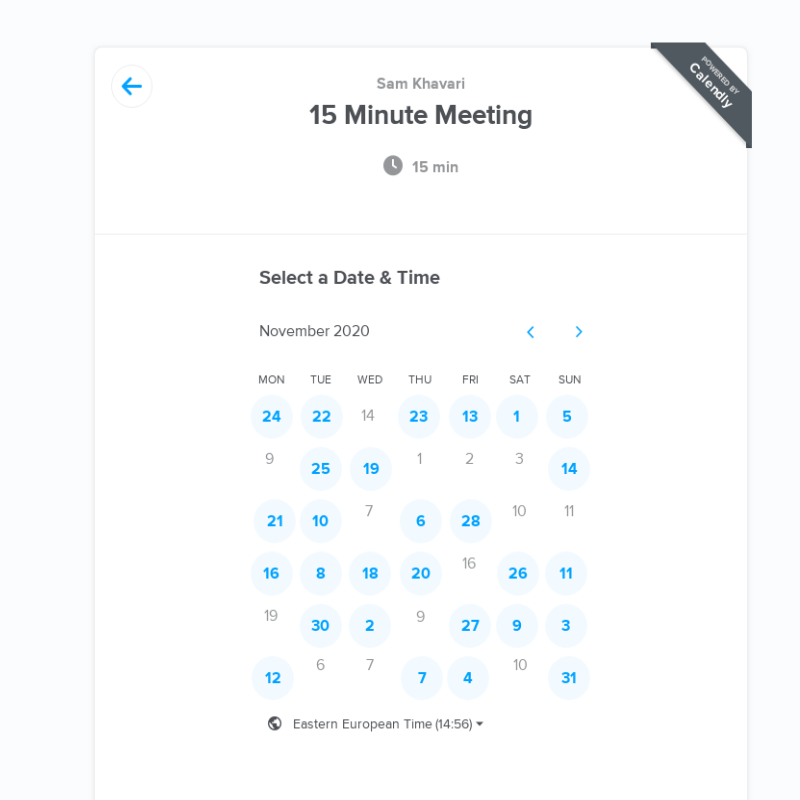 POWERED BY
Calendly
Sam Khavari
15 Minute Meeting
15 min
Select a Date & Time
November 2020
MON TUE WED THU FRI SAT SUN
24 22 14 23 13 1 5
9 25 19 1 2 3 14
21 10 7 6 28 10 11
16 8 18 20 16 26 11
19 30 2 9 27 9 3
12 6 7 7 4 10 31
Eastern European Time (14:56)